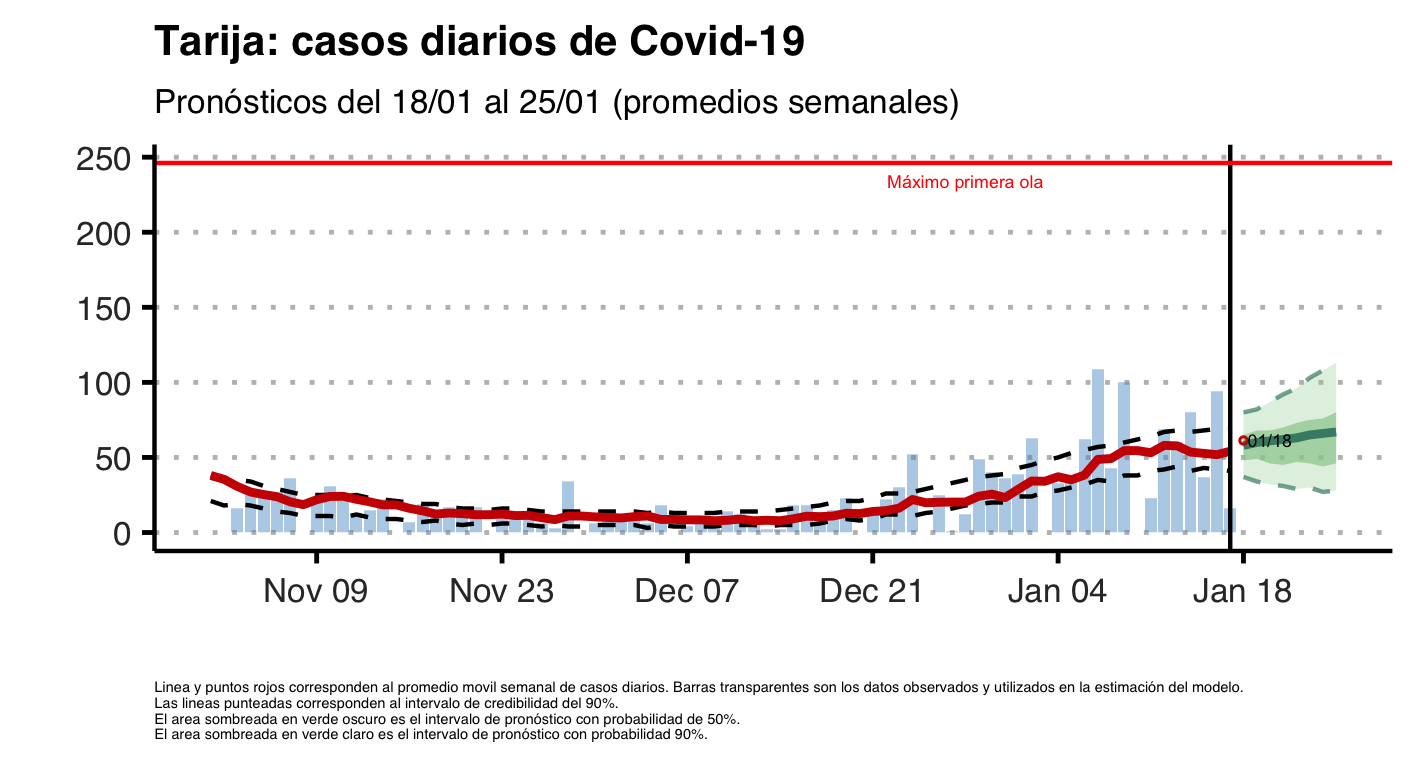 Tarija: casos diarios de Covid-19
Pronósticos del 18/01 al 25/01 (promedios semanales)
250
Máximo primera ola
200
150
100
50
01/18
0
Nov 09 Nov 23 Dec 07 Dec 21 Jan 04 Jan 18
Linea y puntos rojos corresponden al promedio movil semanal de casos diarios. Barras transparentes son los datos observados y utilizados en la estimación del modelo.
Las lineas punteadas corresponden al intervalo de credibilidad del 90%.
El area sombreada en verde oscuro es el intervalo de pronóstico con probabilidad de 50%.
El area sombreada en verde claro es el intervalo de pronóstico con probabilidad 90%.